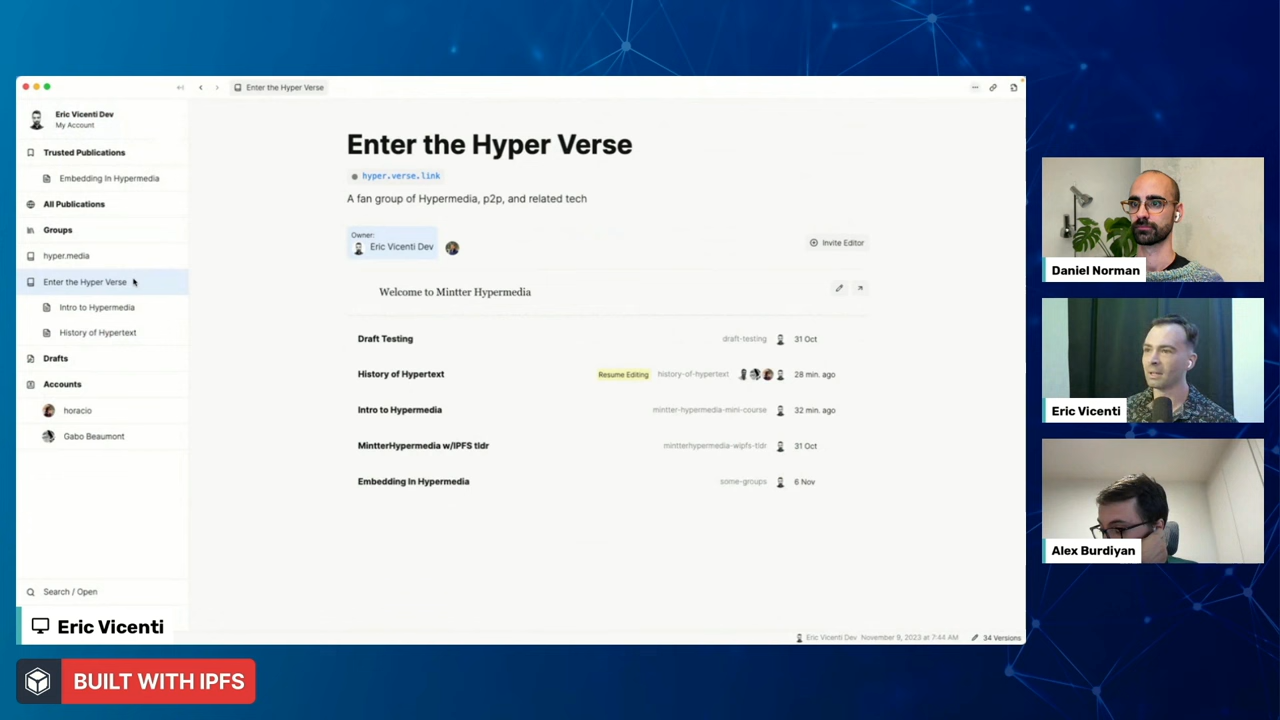 Enter the Hyper Verse
Eric Vicenti Dev
My Account
Trusted Publications
Embedding In Hypermedia
All Publications
Groups
hyper.media
Enter the Hyper Verse
Intro to Hypermedia
History of Hypertext
Drafts
Accounts
horacio
Gabo Beaumont
Search / Open
Enter the Hyper Verse
hyper.verse.link
A fan group of Hypermedia, p2p, and related tech
Owner:
Eric Vicenti Dev
Invite Editor
Welcome to Mintter Hypermedia
Draft Testing draft-testing 31 Oct
History of Hypertext Resume Editing history-of-hypertext 28 min. ago
Intro to Hypermedia mintter-hypermedia-mini-course 32 min. ago
MintterHypermedia w/IPFS tldr mintterhypermedia-wipfs-tldr 31 Oct
Embedding In Hypermedia some-groups 6 Nov
Eric Vicenti Dev November 9, 2023 at 7:44 AM 34 Versions
Eric Vicenti
Daniel Norman
Eric Vicenti
Alex Burdiyan
BUILT WITH IPFS